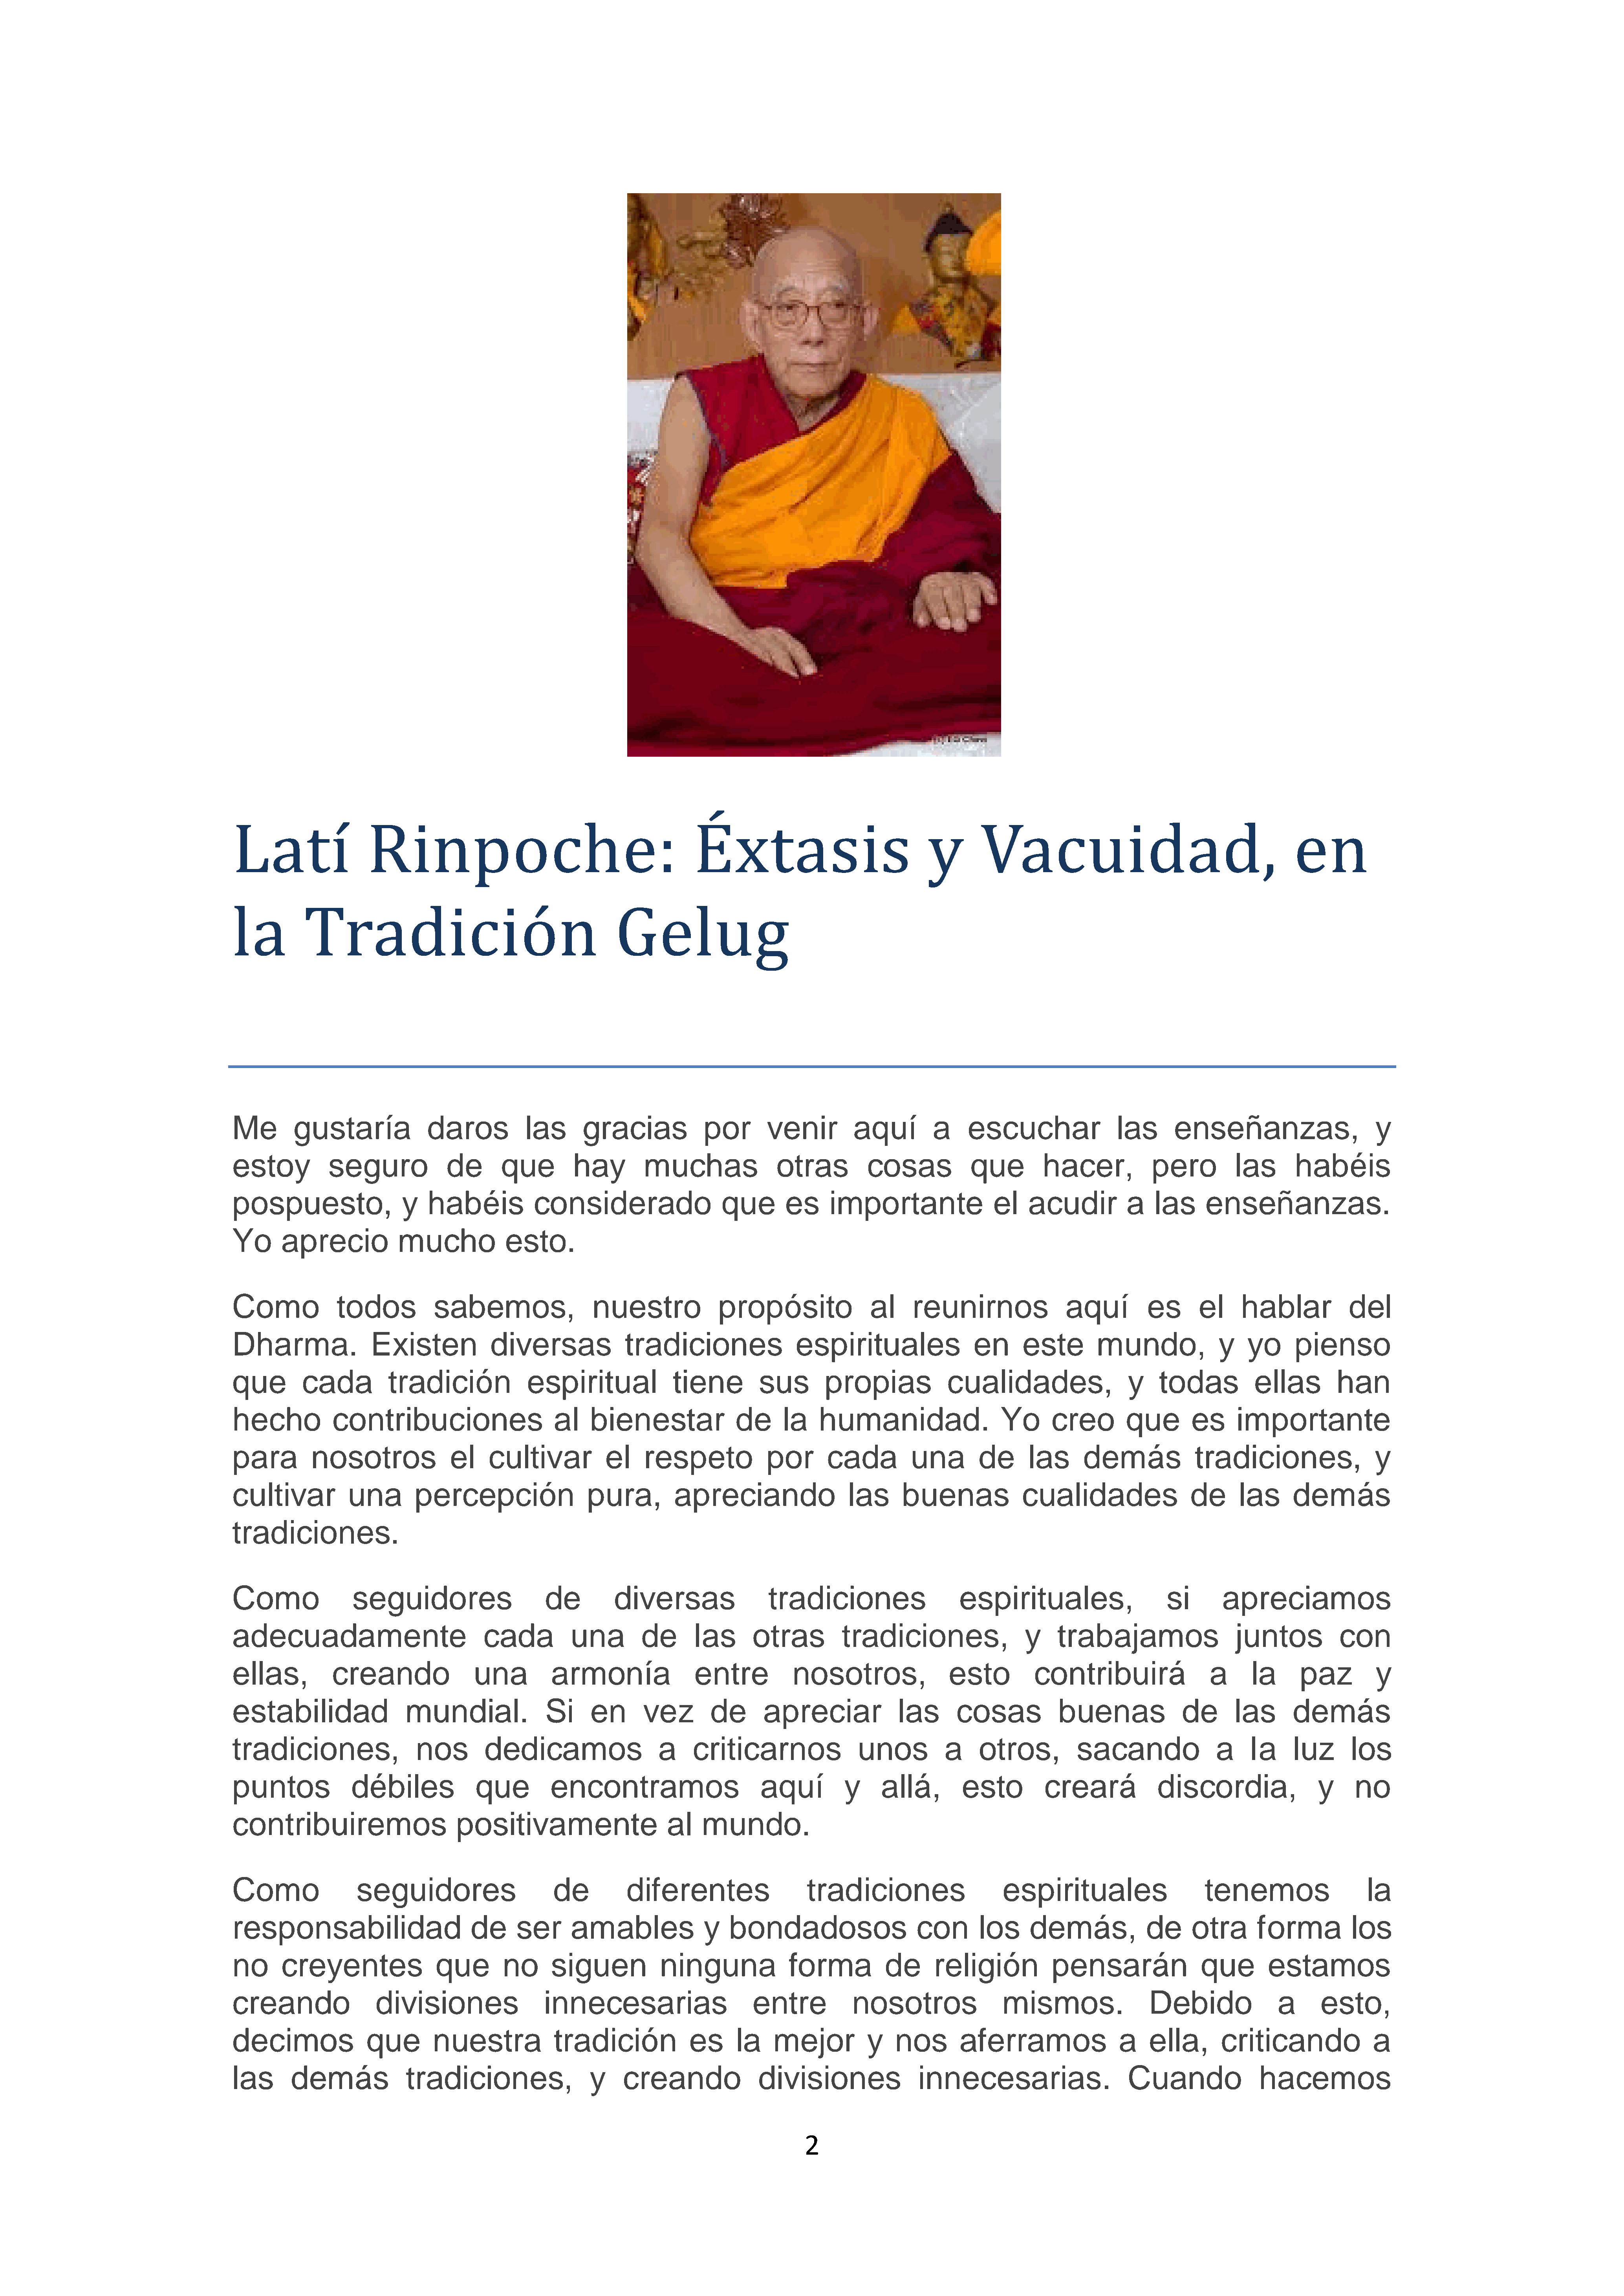 Latí Rinpoche: Éxtasis y Vacuidad, en
la Tradición Gelug
Me gustaría daros las gracias por venir aquí a escuchar las enseñanzas, y
estoy seguro de que hay muchas otras cosas que hacer, pero las habéis
pospuesto, y habéis considerado que es importante el acudir a las enseñanzas.
Yo aprecio mucho esto.
Como todos sabemos, nuestro propósito al reunirnos aquí es el hablar del
Dharma. Existen diversas tradiciones espirituales en este mundo, y yo pienso
que cada tradición espiritual tiene sus propias cualidades, y todas ellas han
hecho contribuciones al bienestar de la humanidad. Yo creo que es importante
para nosotros el cultivar el respeto por cada una de las demás tradiciones, y
cultivar una percepción pura, apreciando las buenas cualidades de las demás
tradiciones.
Como seguidores de diversas tradiciones espirituales, si apreciamos
adecuadamente cada una de las otras tradiciones, y trabajamos juntos con
ellas, creando una armonía entre nosotros, esto contribuirá a la paz y
estabilidad mundial. Si en vez de apreciar las cosas buenas de las demás
tradiciones, nos dedicamos a criticarnos unos a otros, sacando a la luz los
puntos débiles que encontramos aquí y allá, esto creará discordia, y no
contribuiremos positivamente al mundo.
Como seguidores de diferentes tradiciones espirituales tenemos la
responsabilidad de ser amables y bondadosos con los demás, de otra forma los
no creyentes que no siguen ninguna forma de religión pensarán que estamos
creando divisiones innecesarias entre nosotros mismos. Debido a esto,
decimos que nuestra tradición es la mejor y nos aferramos a ella, criticando a
las demás tradiciones, y creando divisiones innecesarias. Cuando hacemos
2